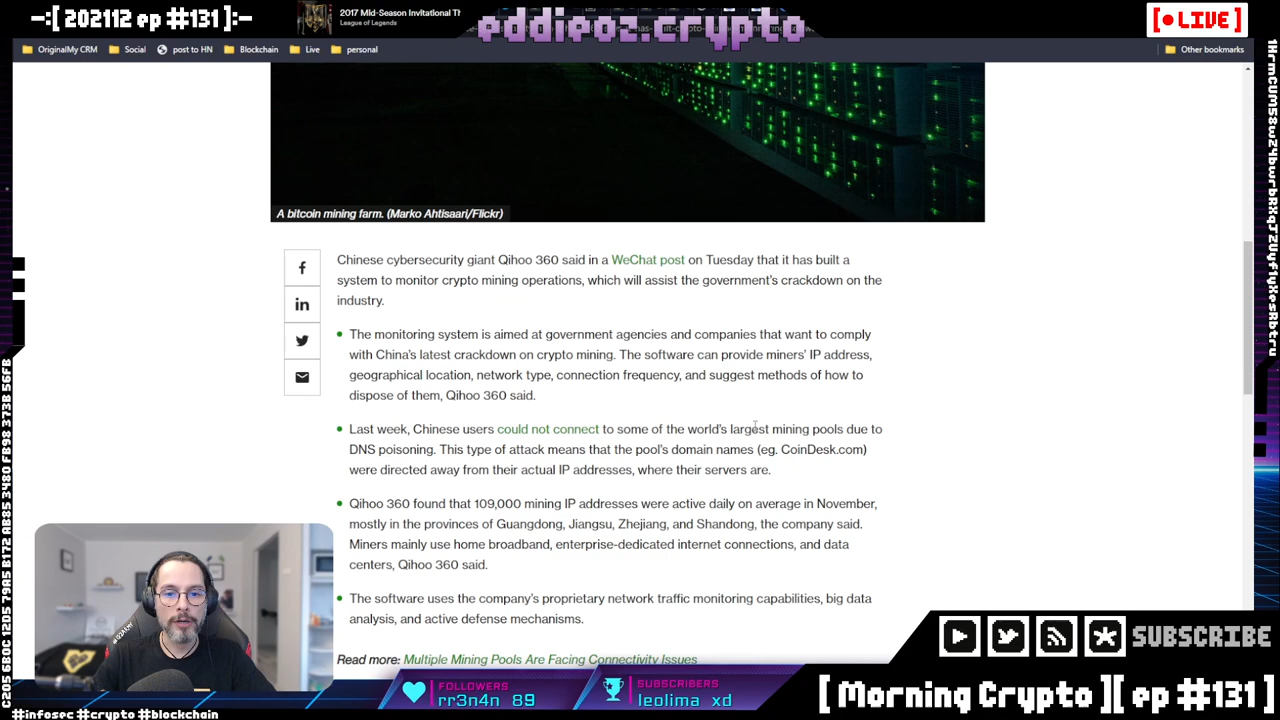 -:[ 202112 ep #131 ]:-
2017 Mid-Season Invitational Th
League of Legends
eddieoz.crypto
[● LIVE]
OriginalMy CRM
Social
post to HN
Blockchain
Live
personal
Other bookmarks
A bitcoin mining farm. (Marko Ahtisaari/Flickr)
Chinese cybersecurity giant Qihoo 360 said in a WeChat post on Tuesday that it has built a
system to monitor crypto mining operations, which will assist the government's crackdown on the
industry.
The monitoring system is aimed at government agencies and companies that want to comply
with China's latest crackdown on crypto mining. The software can provide miners' IP address,
geographical location, network type, connection frequency, and suggest methods of how to
dispose of them, Qihoo 360 said.
Last week, Chinese users could not connect to some of the world's largest mining pools due to
DNS poisoning. This type of attack means that the pool's domain names (eg. CoinDesk.com)
were directed away from their actual IP addresses, where their servers are.
Qihoo 360 found that 109,000 mining IP addresses were active daily on average in November,
mostly in the provinces of Guangdong, Jiangsu, Zhejiang, and Shandong, the company said.
Miners mainly use home broadband, enterprise-dedicated internet connections, and data
centers, Qihoo 360 said.
The software uses the company's proprietary network traffic monitoring capabilities, big data
analysis, and active defense mechanisms.
Read more: Multiple Mining Pools Are Facing Connectivity Issues
SUBSCRIBE
FOLLOWERS
rr3n4n 89
SUBSCRIBERS
leolima xd
[ Morning Crypto ][ ep #131 ]
#infosec #crypto #blockchain